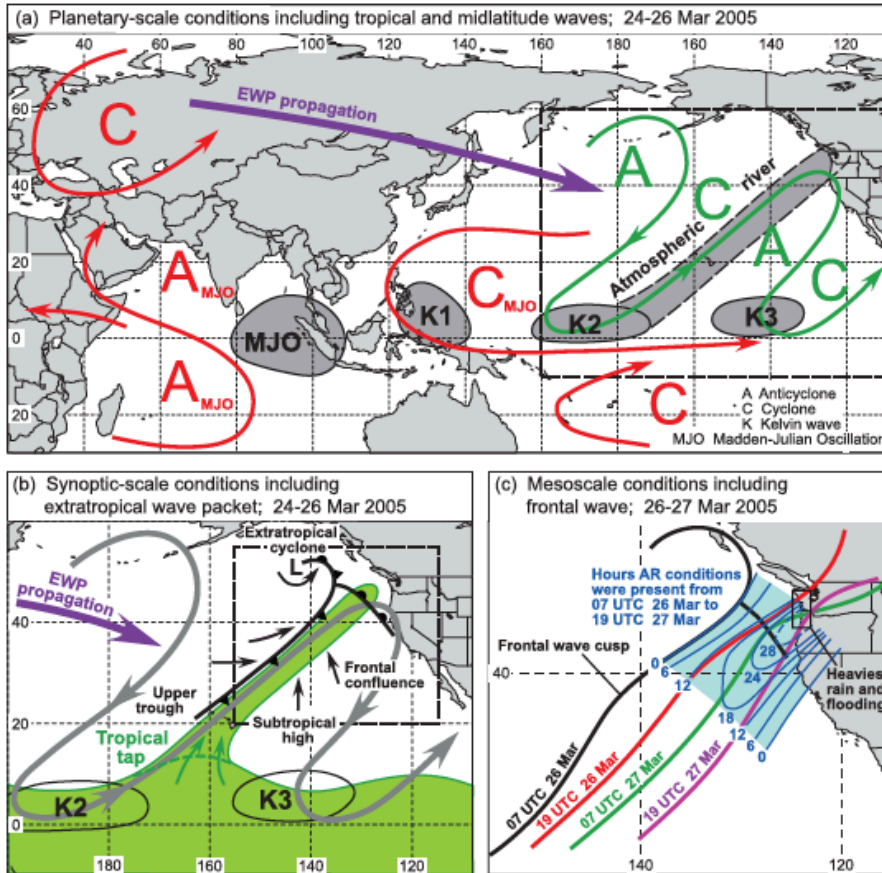 (a) Planetary-scale conditions including tropical and midlatitude waves; 24-26 Mar 2005
40 60 80 100 120 140 160 180 160 140 120
60
40
20
0
20
EWP propagation
C
A MJO
A MJO
MJO
K1
C MJO
C
A
C
A
C
Atmospheric river
K2
K3
A Anticyclone
C Cyclone
K Kelvin wave
MJO Madden-Julian Oscillation
(b) Synoptic-scale conditions including
extratropical wave packet; 24-26 Mar 2005
EWP
propagation
Extratropical
cyclone
L
40
20
0
Upper
trough
Frontal
confluence
Subtropical
high
Tropical
tap
K2
K3
180 160 140 120
(c) Mesoscale conditions including
frontal wave; 26-27 Mar 2005
Hours AR conditions
were present from
07 UTC 26 Mar to
19 UTC 27 Mar
Frontal wave cusp
40
0
6
12
28
24
18
12
6
0
Heavies
rain and
flooding
07 UTC 26 Mar
19 UTC 26 Mar
07 UTC 27 Mar
19 UTC 27 Mar
140 120